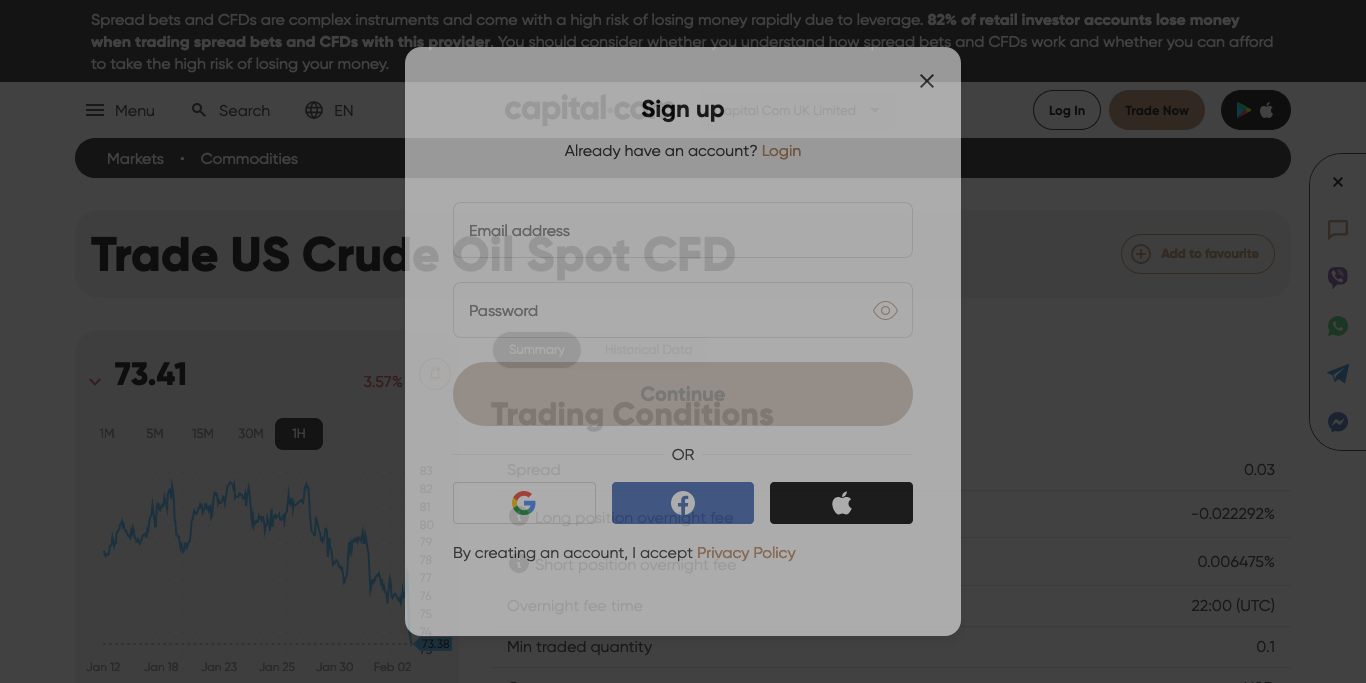 Spread bets and CFDs are complex instruments and come with a high risk of losing money rapidly due to leverage. 82% of retail investor accounts lose money
when trading spread bets and CFDs with this provider. You should consider whether you understand how spread bets and CFDs work and whether you can afford
to take the high risk of losing your money.
Menu
Search
EN
capital.co
Capital Com UK Limited
Log In
Trade Now
Markets • Commodities
Sign up
Already have an account? Login
Email address
Password
Continue
OR
By creating an account, I accept Privacy Policy
Trade US Crude Oil Spot CFD
Add to favourite
73.41
3.57%
1M 5M 15M 30M 1H
83
82
81
80
79
78
77
76
75
74
73.38
Jan 12 Jan 18 Jan 23 Jan 25 Jan 30 Feb 02
Summary
Historical Data
Trading Conditions
Spread 0.03
Long position overnight fee -0.022292%
Short position overnight fee 0.006475%
Overnight fee time 22:00 (UTC)
Min traded quantity 0.1